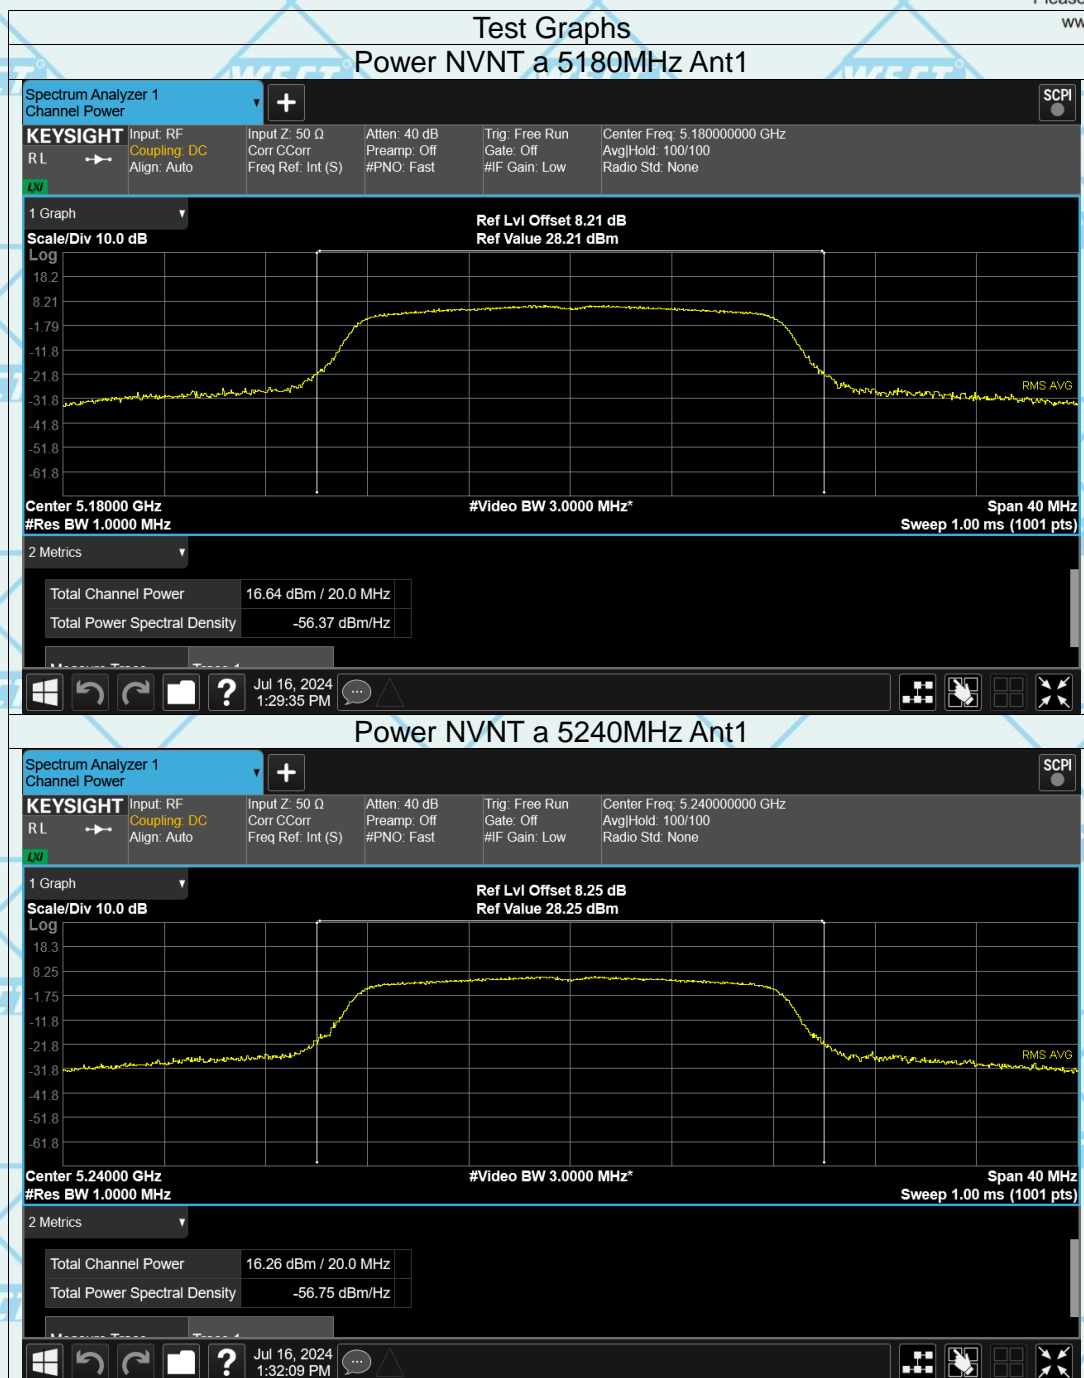 Test Graphs
Power NVNT a 5180MHz Ant1
Spectrum Analyzer 1
Channel Power
SCPI
KEYSIGHT
R L
LXI
Input: RF
Coupling: DC
Align: Auto
Input Z: 50 Ω
Corr CCorr
Freq Ref: Int (S)
Atten: 40 dB
Preamp: Off
#PNO: Fast
Trig: Free Run
Gate: Off
#IF Gain: Low
Center Freq: 5.180000000 GHz
Avg|Hold: 100/100
Radio Std: None
1 Graph
Scale/Div 10.0 dB
Ref Lvl Offset 8.21 dB
Ref Value 28.21 dBm
Log
18.2
8.21
-1.79
-11.8
-21.8
-31.8
-41.8
-51.8
-61.8
RMS AVG
Center 5.18000 GHz
#Video BW 3.0000 MHz*
Span 40 MHz
#Res BW 1.0000 MHz
Sweep 1.00 ms (1001 pts)
2 Metrics
Total Channel Power 16.64 dBm / 20.0 MHz
Total Power Spectral Density -56.37 dBm/Hz
Jul 16, 2024
1:29:35 PM
Power NVNT a 5240MHz Ant1
Spectrum Analyzer 1
Channel Power
SCPI
KEYSIGHT
R L
LXI
Input: RF
Coupling: DC
Align: Auto
Input Z: 50 Ω
Corr CCorr
Freq Ref: Int (S)
Atten: 40 dB
Preamp: Off
#PNO: Fast
Trig: Free Run
Gate: Off
#IF Gain: Low
Center Freq: 5.240000000 GHz
Avg|Hold: 100/100
Radio Std: None
1 Graph
Scale/Div 10.0 dB
Ref Lvl Offset 8.25 dB
Ref Value 28.25 dBm
Log
18.3
8.25
-1.75
-11.8
-21.8
-31.8
-41.8
-51.8
-61.8
RMS AVG
Center 5.24000 GHz
#Video BW 3.0000 MHz*
Span 40 MHz
#Res BW 1.0000 MHz
Sweep 1.00 ms (1001 pts)
2 Metrics
Total Channel Power 16.26 dBm / 20.0 MHz
Total Power Spectral Density -56.75 dBm/Hz
Jul 16, 2024
1:32:09 PM